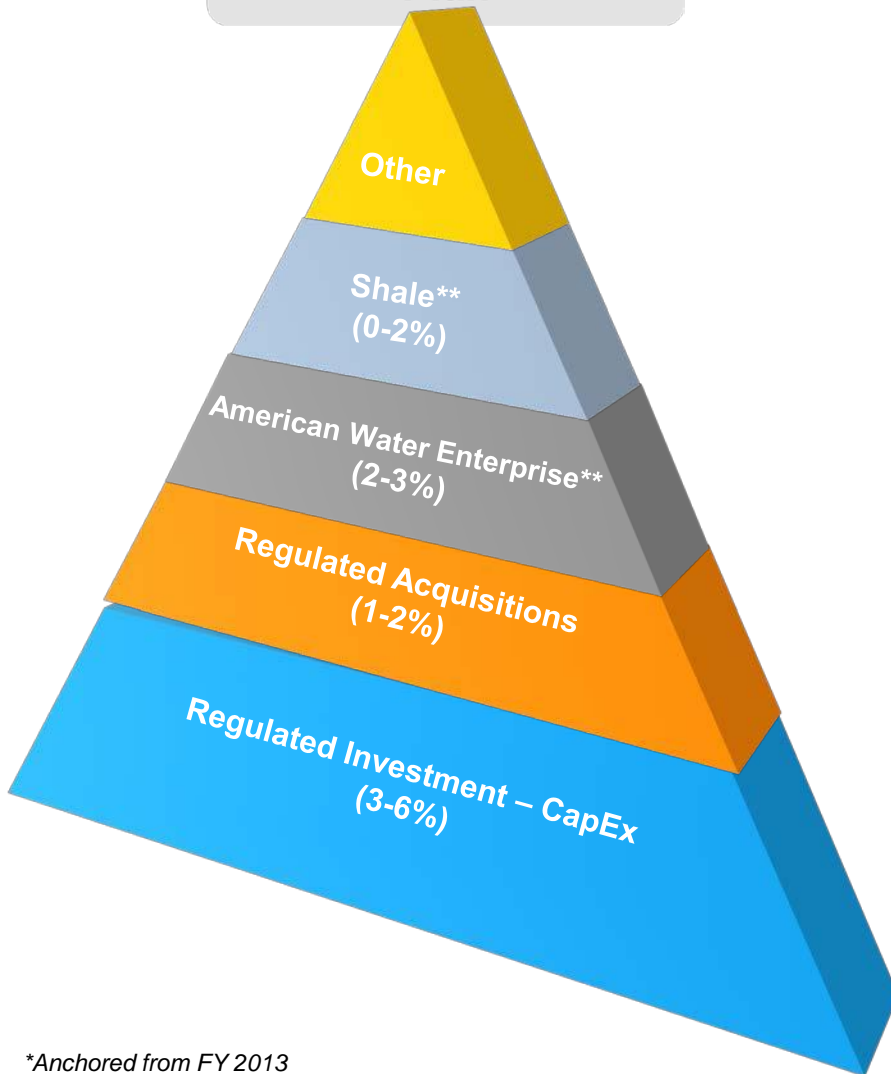 Other
Shale**
(0-2%)
American Water Enterprise**
(2-3%)
Regulated Acquisitions
(1-2%)
Regulated Investment – CapEx
(3-6%)
*Anchored from FY 2013